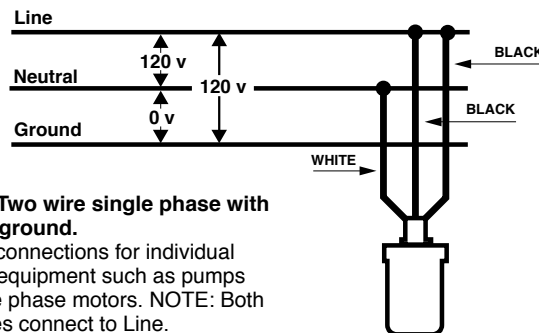 Line
BLACK
120 v
Neutral
120 v
0 v
BLACK
Ground
WHITE
Two wire single phase with
ground.
connections for individual
equipment such as pumps
phase motors. NOTE: Both
connect to Line.